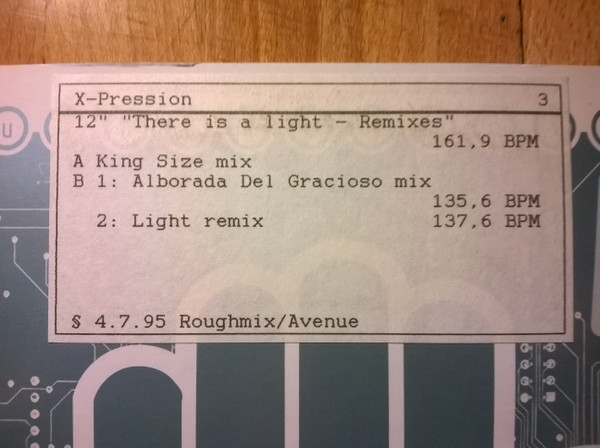 X-Pression 3
12" "There is a light - Remixes"
161,9 BPM
A King Size mix
B 1: Alborada Del Gracioso mix
135,6 BPM
2: Light remix 137,6 BPM
§ 4.7.95 Roughmix/Avenue
U